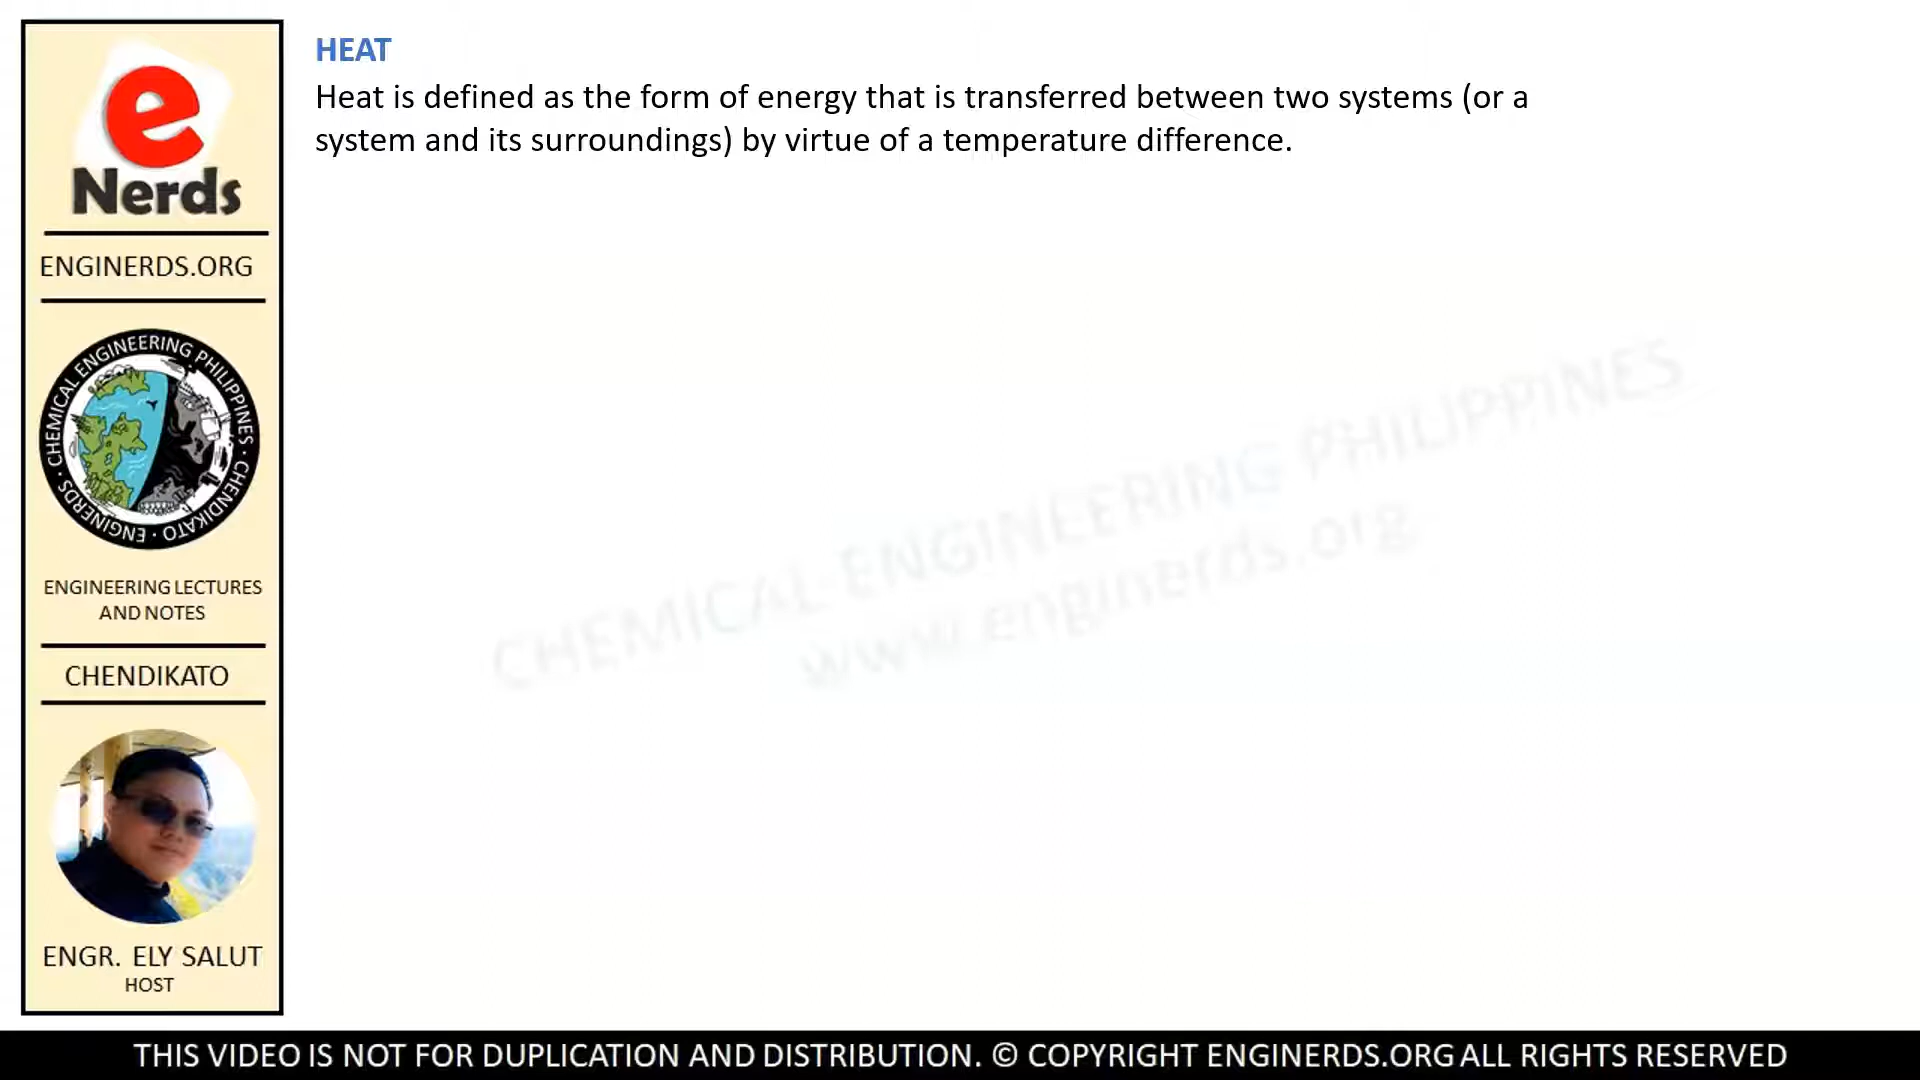 e
Nerds
ENGINERDS.ORG
CHEMICAL ENGINEERING PHILIPPINES · CHENDIKATO · ENGINERDS ·
ENGINEERING LECTURES
AND NOTES
CHENDIKATO
ENGR. ELY SALUT
HOST
HEAT
Heat is defined as the form of energy that is transferred between two systems (or a
system and its surroundings) by virtue of a temperature difference.
CHEMICAL ENGINEERING PHILIPPINES
www.enginerds.org
THIS VIDEO IS NOT FOR DUPLICATION AND DISTRIBUTION. © COPYRIGHT ENGINERDS.ORG ALL RIGHTS RESERVED